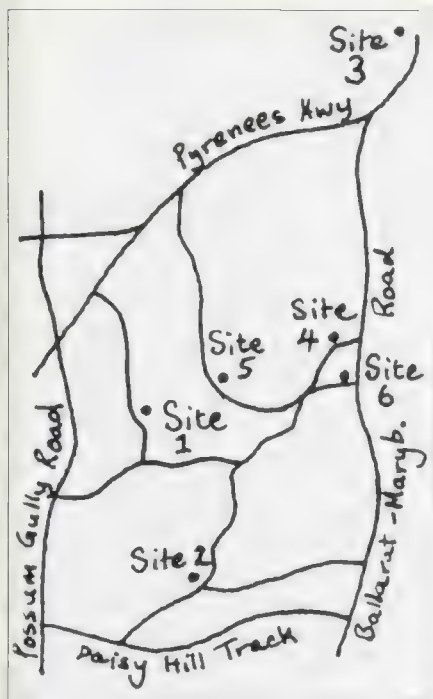 Site
3
Pyrenees Hwy
Road
Site
4
Site
5
Site
6
Site
1
Possum Gully Road
Ballarat-Maryb.
Site 2
Daisy Hill Track